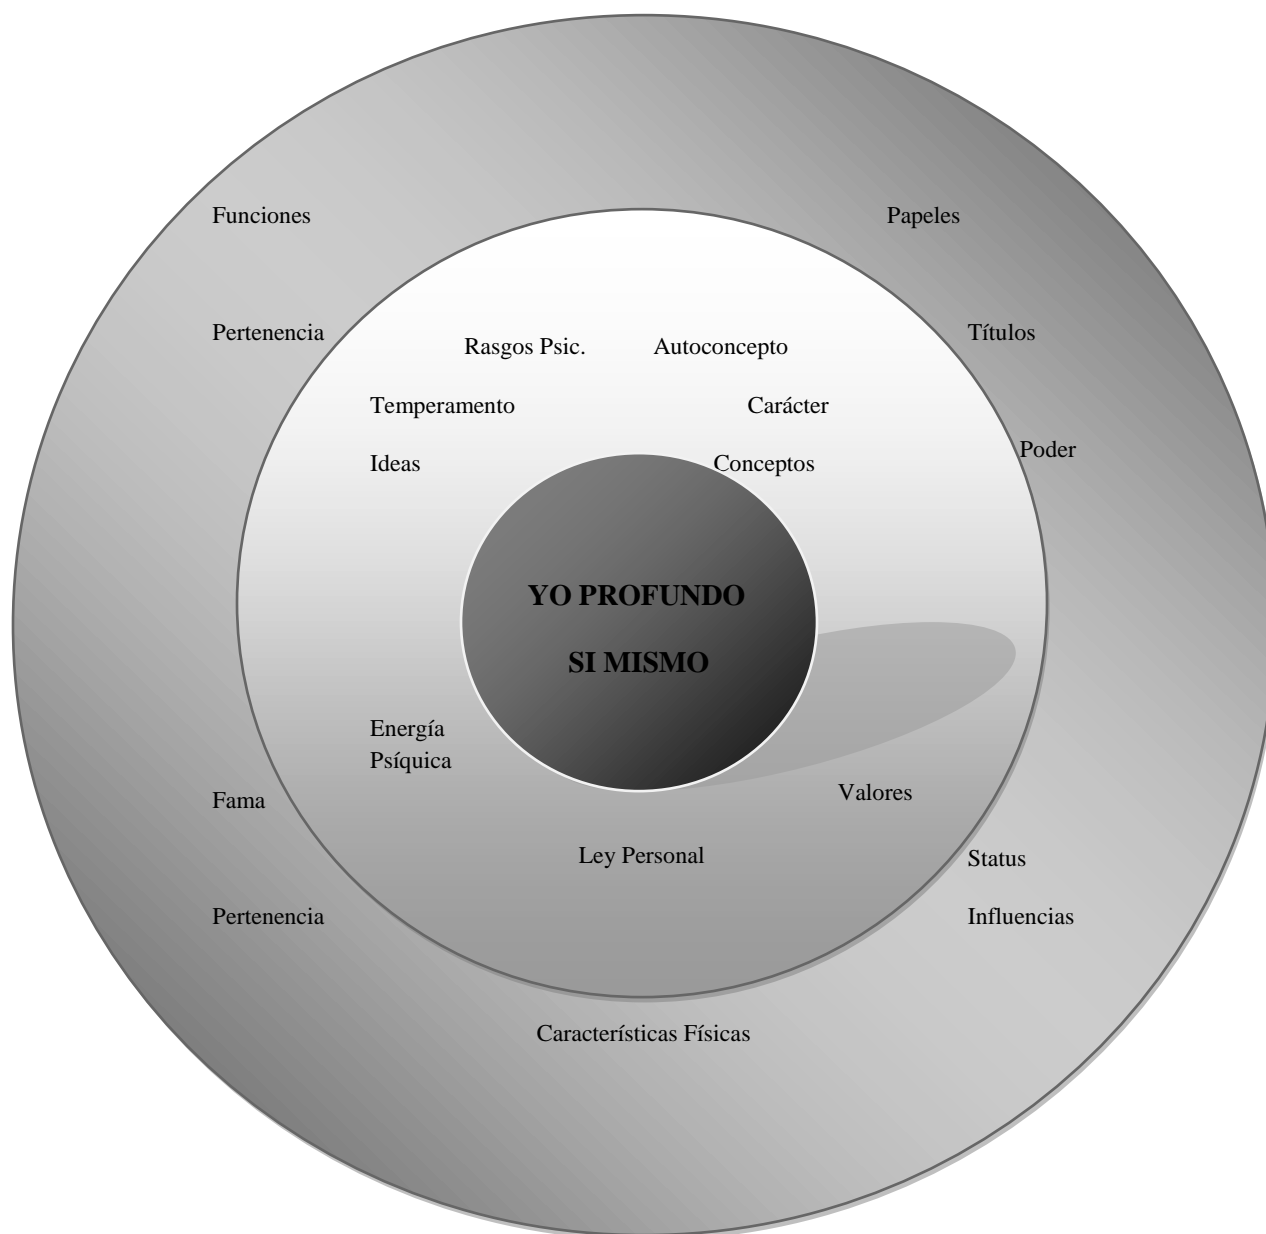 Funciones
Papeles
Pertenencia
Títulos
Rasgos Psic.
Autoconcepto
Temperamento
Carácter
Poder
Ideas
Conceptos
YO PROFUNDO
SI MISMO
Energía
Psíquica
Valores
Fama
Ley Personal
Status
Pertenencia
Influencias
Características Físicas